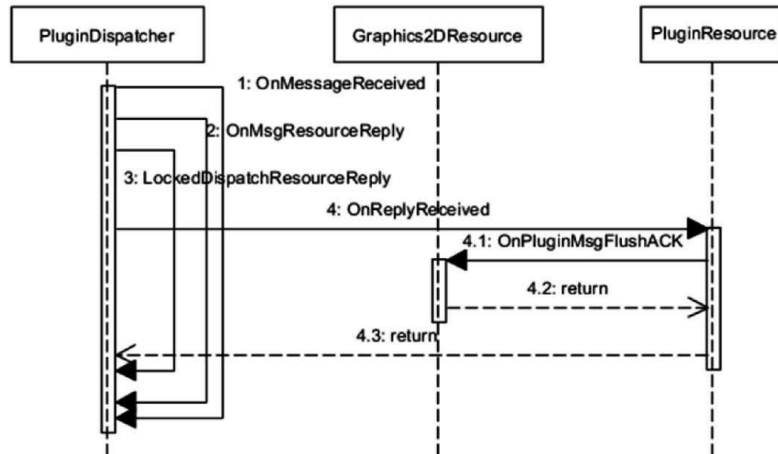 PluginDispatcher
Graphics2DResource
PluginResource
1: OnMessageReceived
2: OnMsgResourceReply
3: LockedDispatchResourceReply
4: OnReplyReceived
4.1: OnPluginMsgFlushACK
4.2: return
4.3: return